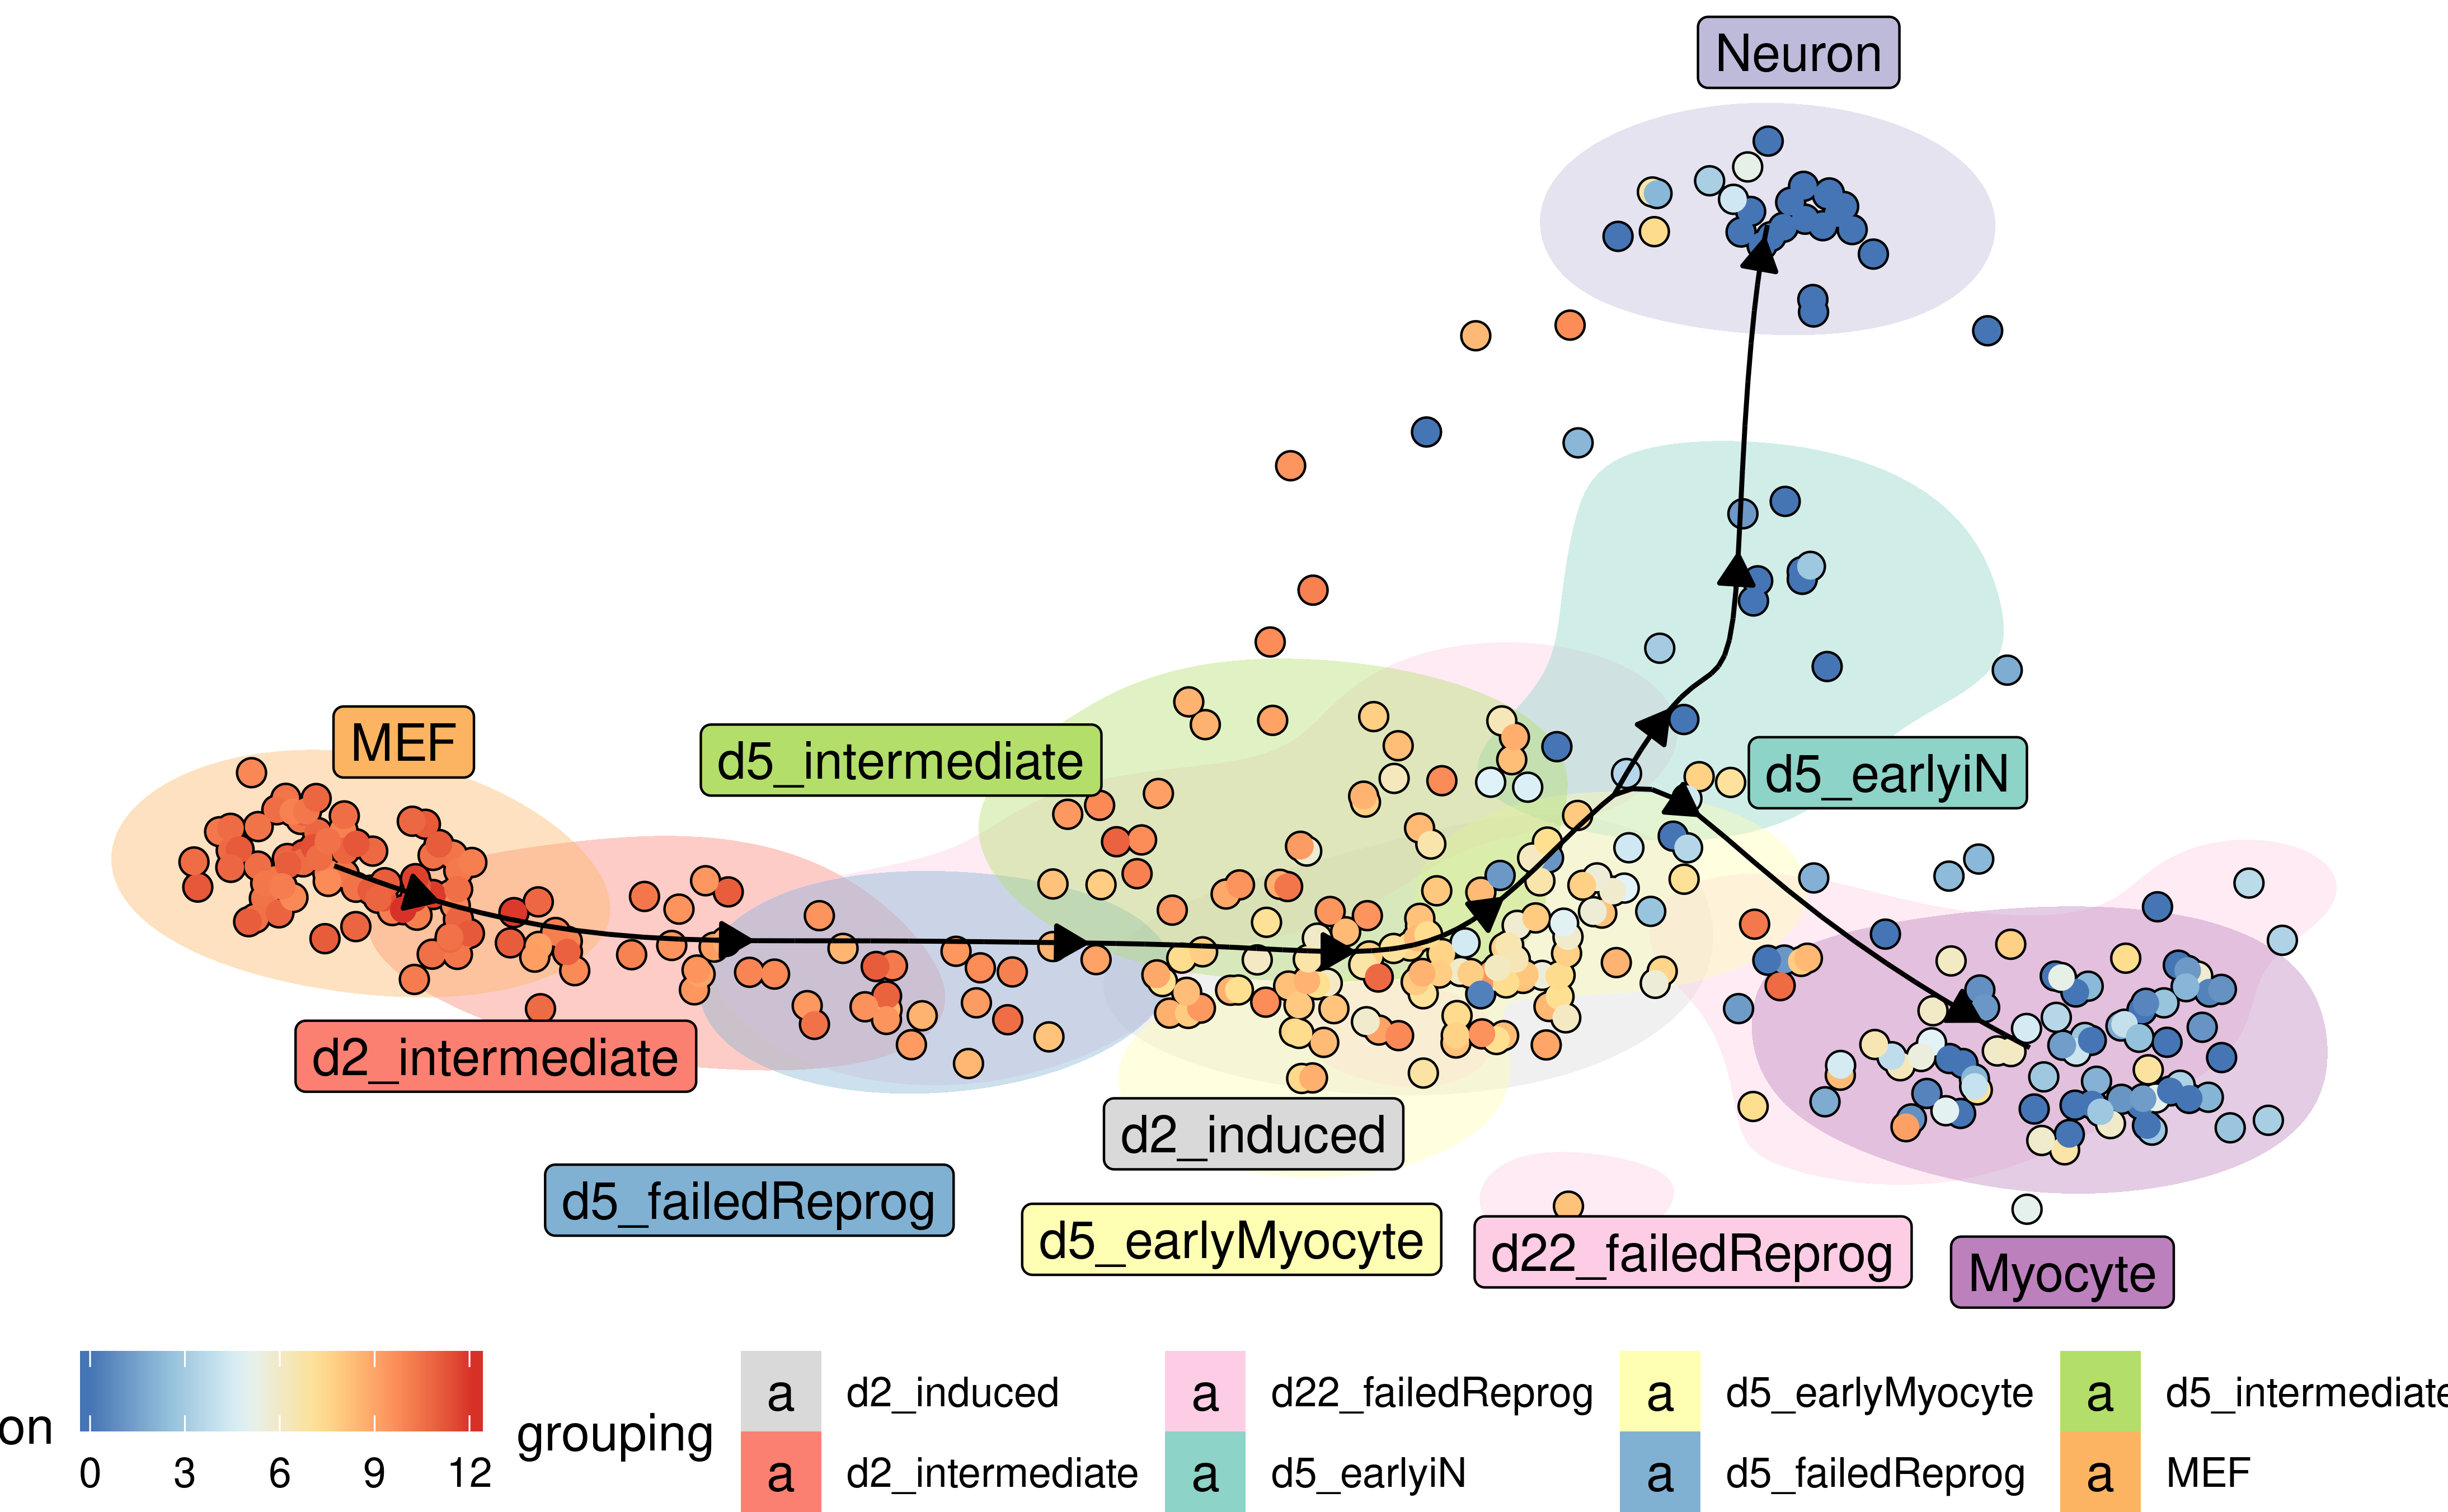 Neuron
MEF
d5_intermediate
d5_earlyiN
d2_intermediate
d2_induced
d5_failedReprog
d5_earlyMyocyte
d22_failedReprog
Myocyte
on
0 3 6 9 12
grouping
a d2_induced a d22_failedReprog a d5_earlyMyocyte a d5_intermediate
a d2_intermediate a d5_earlyiN a d5_failedReprog a MEF